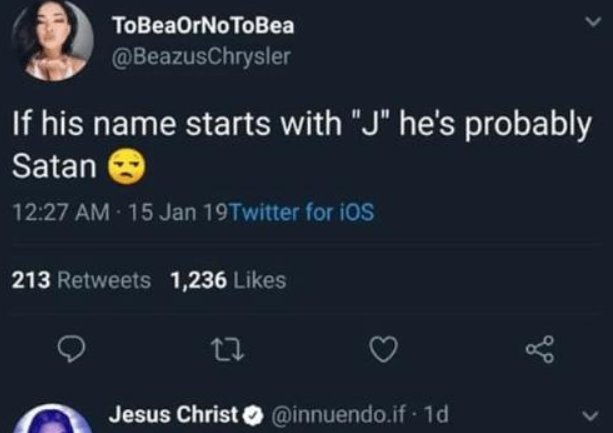 ToBeaOrNoToBea
@BeazusChrysler
If his name starts with "J" he's probably
Satan 😒
12:27 AM · 15 Jan 19Twitter for iOS
213 Retweets 1,236 Likes
Jesus Christ @innuendo.if · 1d